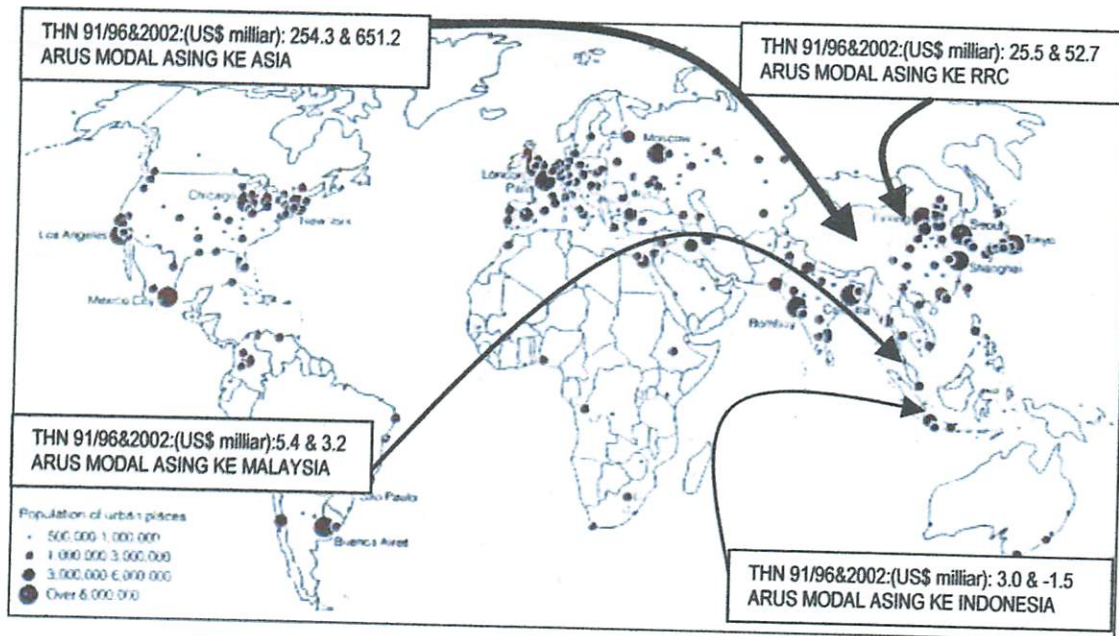 THN 91/96&2002:(US$ milliar): 254.3 & 651.2
ARUS MODAL ASING KE ASIA
THN 91/96&2002:(US$ milliar): 25.5 & 52.7
ARUS MODAL ASING KE RRC
Moscow
London
Chicago
New York
Los Angeles
Seoul
Tokyo
Shanghai
Mexico City
Bombay
THN 91/96&2002:(US$ milliar):5.4 & 3.2
ARUS MODAL ASING KE MALAYSIA
Paulo
Buenca Aired
Population of urban places
500,000-1,000,000
1,000,000-3,000,000
3,000,000-6,000,000
Over 6,000,000
THN 91/96&2002:(US$ milliar): 3.0 & -1.5
ARUS MODAL ASING KE INDONESIA